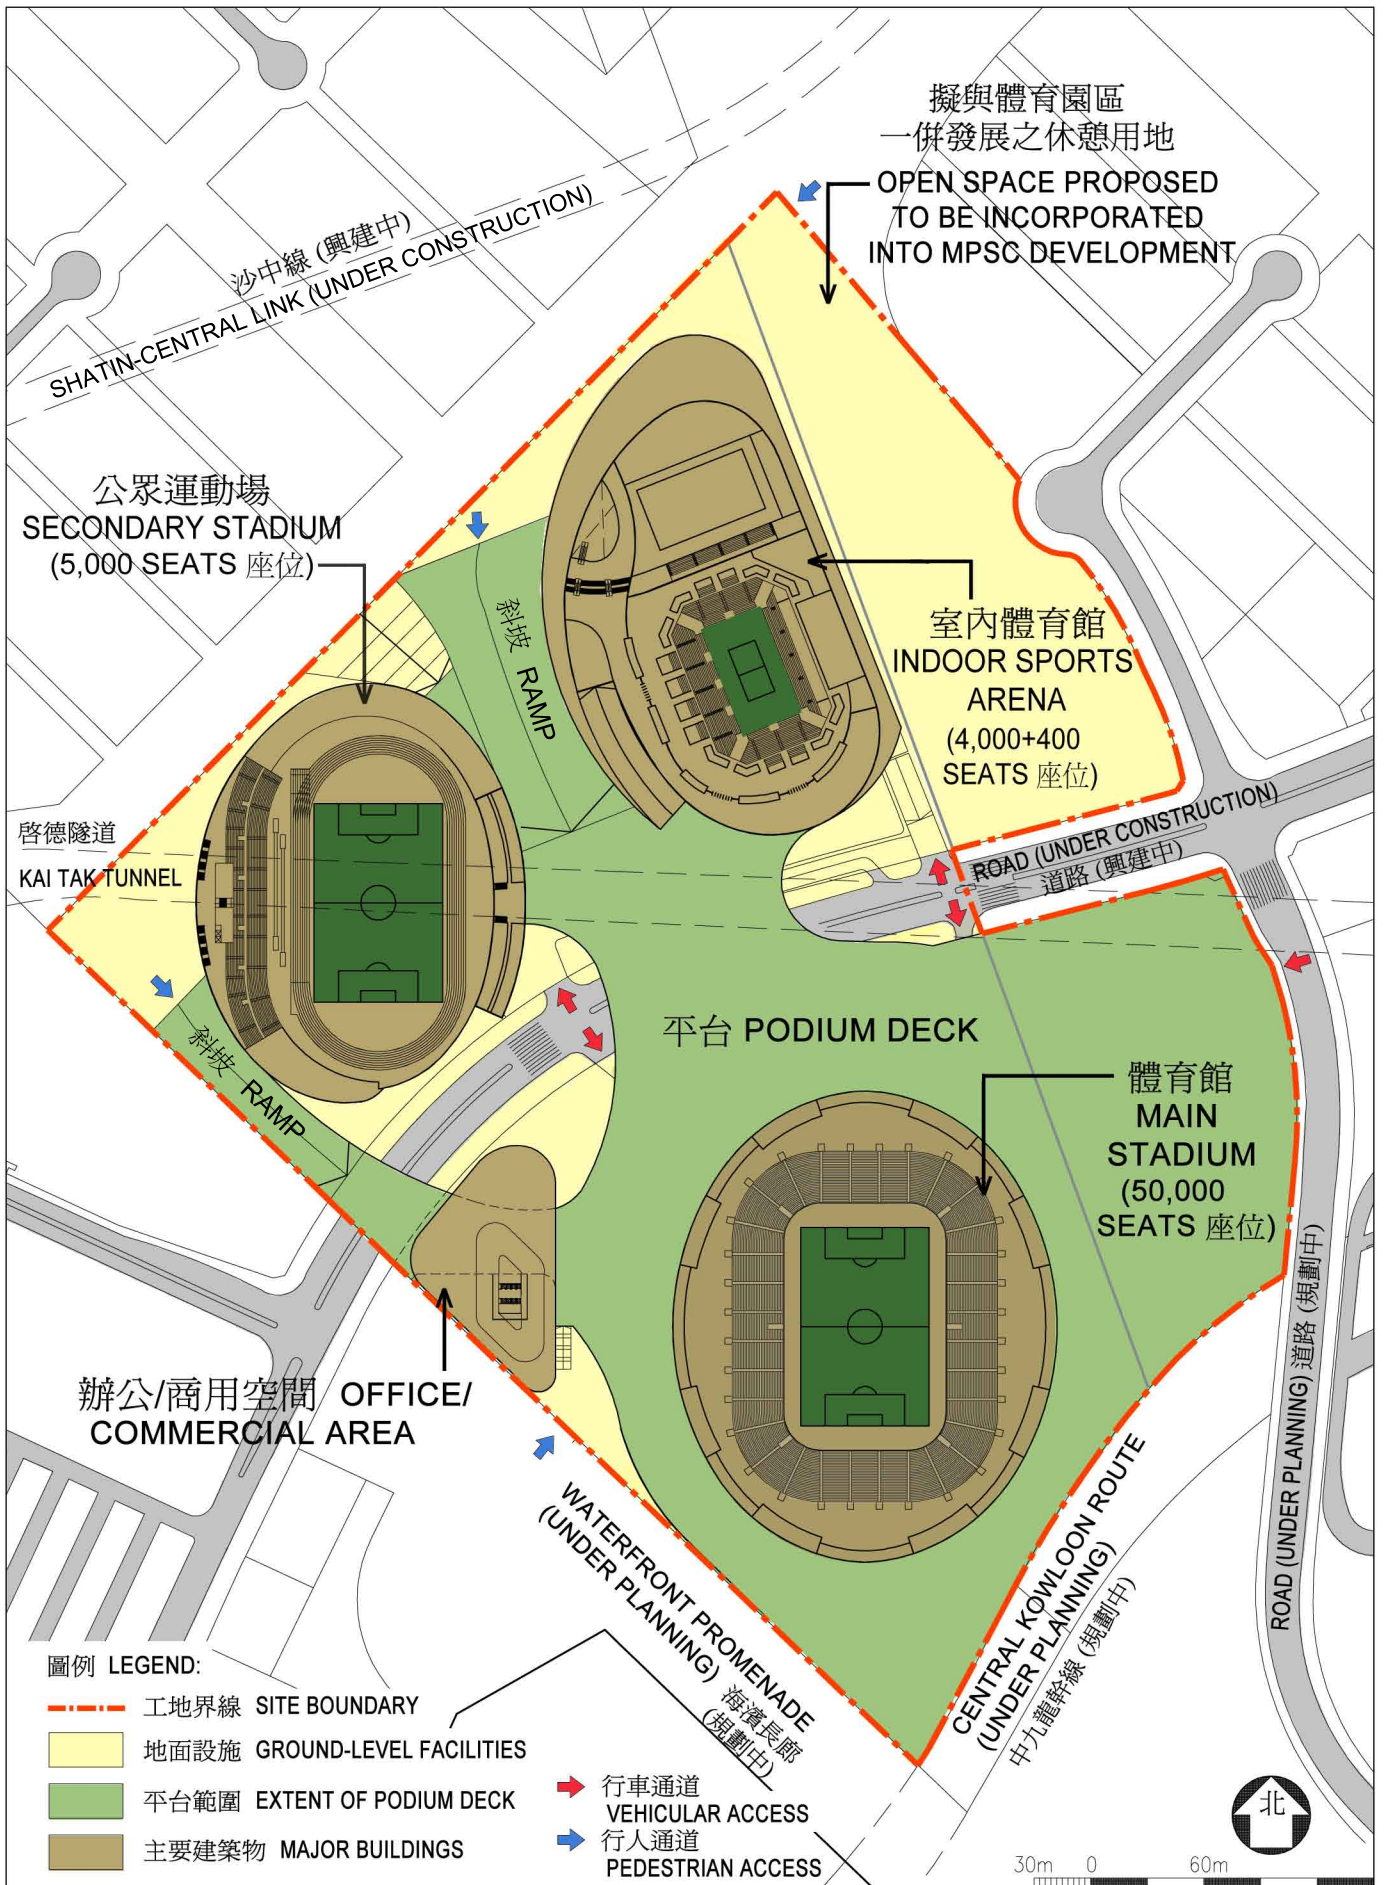 擬與體育園區
一併發展之休憩用地
OPEN SPACE PROPOSED
TO BE INCORPORATED
INTO MPSC DEVELOPMENT
沙中線 (興建中)
SHATIN-CENTRAL LINK (UNDER CONSTRUCTION)
公眾運動場
SECONDARY STADIUM
(5,000 SEATS 座位)
斜坡 RAMP
室內體育館
INDOOR SPORTS
ARENA
(4,000+400
SEATS 座位)
啓德隧道
KAI TAK TUNNEL
ROAD (UNDER CONSTRUCTION)
道路 (興建中)
平台 PODIUM DECK
斜坡 RAMP
體育館
MAIN
STADIUM
(50,000
SEATS 座位)
辦公/商用空間 OFFICE/
COMMERCIAL AREA
WATERFRONT PROMENADE
(UNDER PLANNING) 海濱長廊
(規劃中)
CENTRAL KOWLOON ROUTE
(UNDER PLANNING)
中九龍幹線 (規劃中)
ROAD (UNDER PLANNING) 道路 (規劃中)
圖例 LEGEND:
工地界線 SITE BOUNDARY
地面設施 GROUND-LEVEL FACILITIES
平台範圍 EXTENT OF PODIUM DECK
主要建築物 MAJOR BUILDINGS
行車通道
VEHICULAR ACCESS
行人通道
PEDESTRIAN ACCESS
北
30m 0 60m